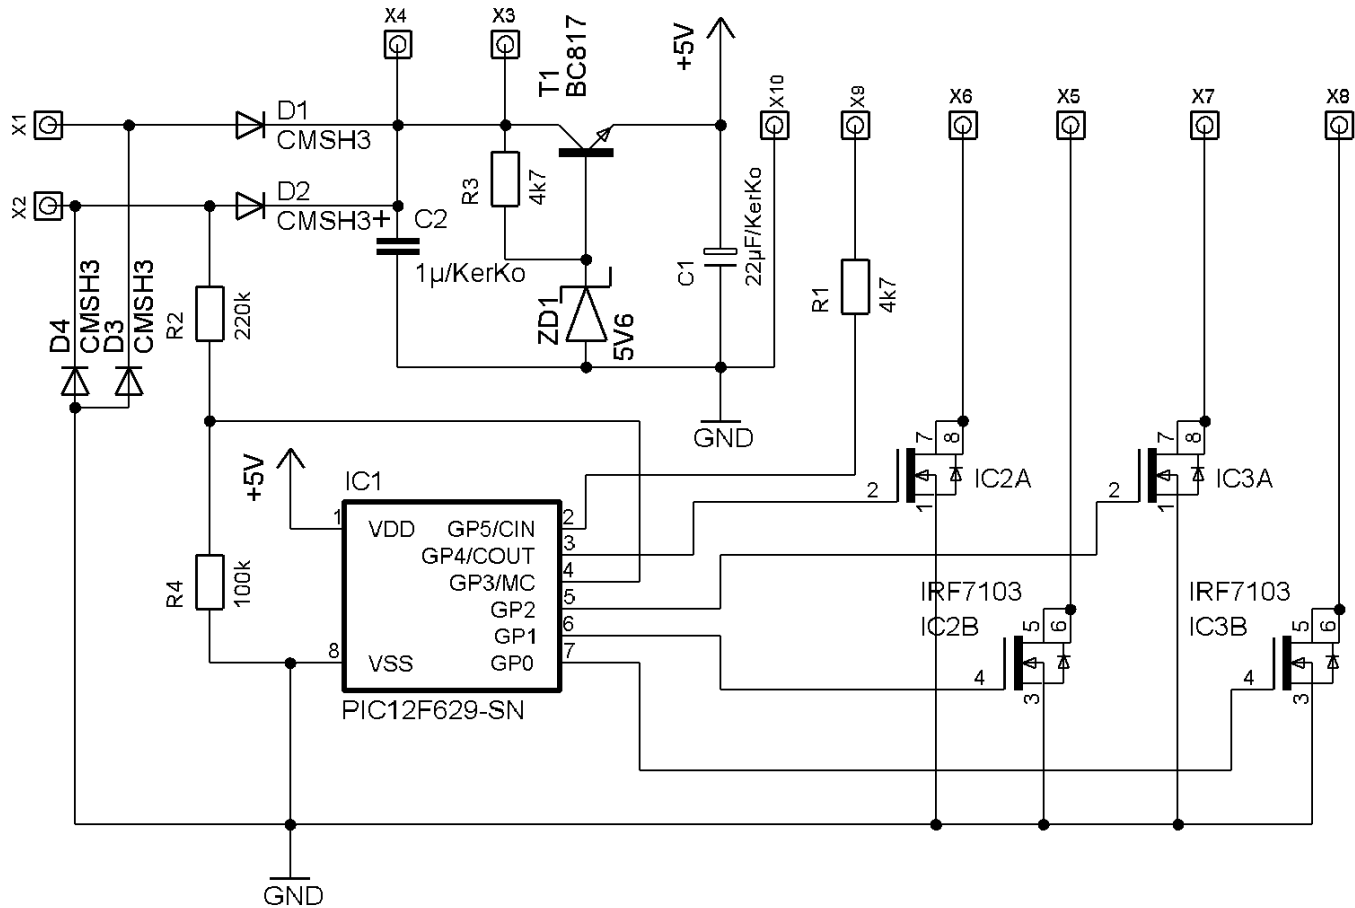 X4
X3
T1
BC817
+5V
X10
X9
X6
X5
X7
X8
X1
D1
CMSH3
X2
D2
CMSH3
+
C2
1µ/KerKo
R3
4k7
C1
22µF/KerKo
R1
4k7
D4
CMSH3
D3
CMSH3
R2
220k
ZD1
5V6
GND
+5V
IC1
R4
100k
1
VDD
GP5/CIN
2
GP4/COUT
3
GP3/MC
4
GP2
5
GP1
6
8
VSS
GP0
7
PIC12F629-SN
7
8
2
1
IC2A
7
8
2
1
IC3A
IRF7103
IC2B
5
6
4
3
IRF7103
IC3B
5
6
4
3
GND